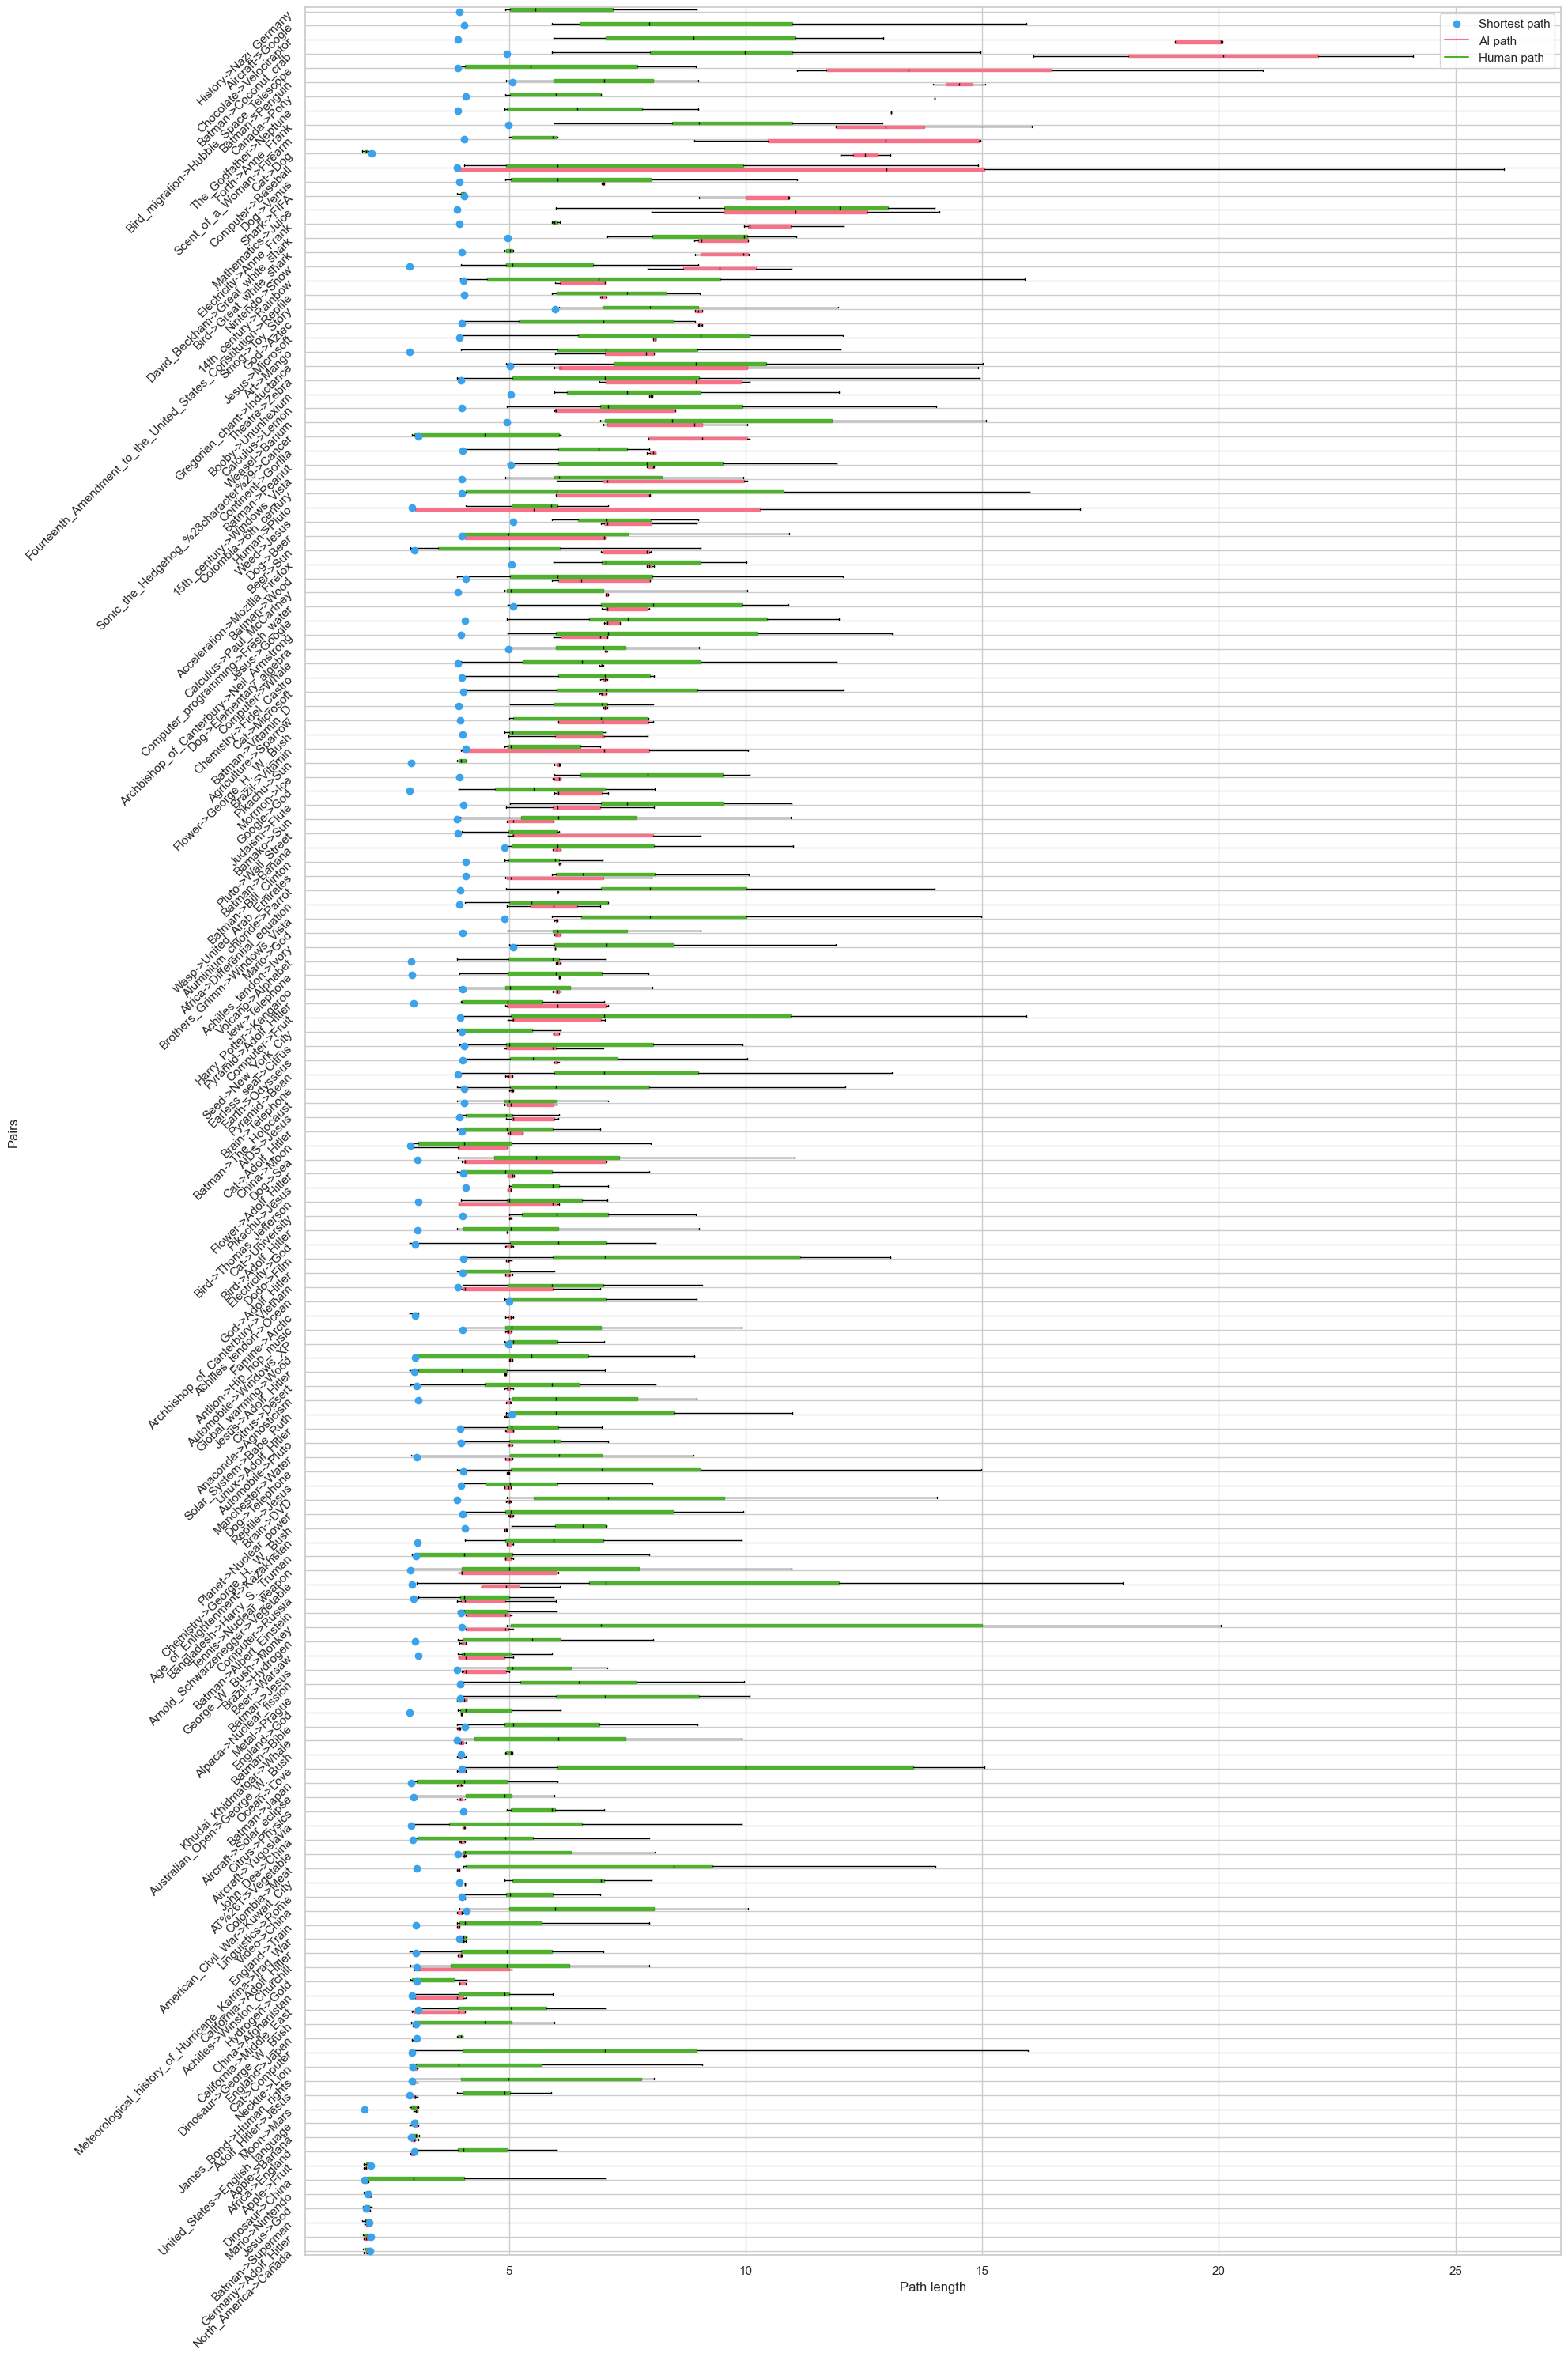 Shortest path
AI path
Human path
History->Nazi_Germany
Aircraft->Google
Chocolate->Velociraptor
Batman->Coconut_crab
Bird_migration->Hubble_Space_Telescope
Batman->Penguin
Canada->Pony
The_Godfather->Neptune
Forth->Anne_Frank
Scent_of_a_Woman->Firearm
Cat->Dog
Computer->Baseball
Dog->Venus
Shark->FIFA
Mathematics->Juice
Electricity->Anne_Frank
David_Beckham->Great_white_shark
Bird->Great_white_shark
Nintendo->Snow
14th_century->Rainbow
Fourteenth_Amendment_to_the_United_States_Constitution->Reptile
Smog->Toy_Story
God->Aztec
Jesus->Microsoft
Art->Mango
Gregorian_chant->Inductance
Theatre->Zebra
Booby->Ununhexium
Calculus->Lemon
Weasel->Barium
Sonic_the_Hedgehog_%28character%29->Cancer
Continent->Gorilla
Batman->Peanut
15th_century->Windows_Vista
Colombia->6th_century
Human->Pluto
Weed->Jesus
Dog->Beer
Beer->Sun
Acceleration->Mozilla_Firefox
Batman->Wood
Calculus->Paul_McCartney
Computer_programming->Fresh_water
Jesus->Google
Archbishop_of_Canterbury->Neil_Armstrong
Dog->Elementary_algebra
Computer->Whale
Chemistry->Fidel_Castro
Cat->Microsoft
Batman->Vitamin_D
Agriculture->Sparrow
Flower->George_H._W._Bush
Brazil->Vitamin
Pikachu->Sun
Mormon->Ice
Google->God
Judaism->Flute
Bamako->Sun
Pluto->Wall_Street
Batman->Banana
Batman->Bill_Clinton
Wasp->United_Arab_Emirates
Aluminium_chloride->Parrot
Africa->Differential_equation
Brothers_Grimm->Windows_Vista
Mario->God
Achilles_tendon->Ivory
Volcano->Alphabet
Jew->Telephone
Harry_Potter->Kangaroo
Pyramid->Adolf_Hitler
Computer->Fruit
Seed->New_York_City
Earless_seal->Citrus
Earth->Odysseus
Pyramid->Bean
Brain->Telephone
Batman->The_Holocaust
AIDS->Jesus
Cat->Adolf_Hitler
China->Moon
Dog->Sea
Flower->Adolf_Hitler
Pikachu->Jesus
Bird->Thomas_Jefferson
Cat->University
Bird->Adolf_Hitler
Electricity->God
Dodo->Film
God->Adolf_Hitler
Archbishop_of_Canterbury->Vietnam
Achilles_tendon->Ocean
Famine->Arctic
Antlion->Hip_hop_music
Automobile->Windows_XP
Global_warming->Wood
Jesus->Adolf_Hitler
Citrus->Desert
Anaconda->Agnosticism
Solar_System->Babe_Ruth
Linux->Adolf_Hitler
Automobile->Pluto
Manchester->Water
Dog->Telephone
Reptile->Jesus
Brain->DVD
Planet->Nuclear_power
Chemistry->George_H._W._Bush
Age_of_Enlightenment->Kazakhstan
Bangladesh->Harry_S._Truman
Tennis->Nuclear_weapon
Arnold_Schwarzenegger->Vegetable
Computer->Russia
Batman->Albert_Einstein
George_W._Bush->Monkey
Brazil->Hydrogen
Beer->Warsaw
Batman->Jesus
Alpaca->Nuclear_fission
Metal->Prague
England->God
Batman->Bible
Khudai_Khidmatgar->Whale
Australian_Open->George_W._Bush
Ocean->Love
Batman->Japan
Aircraft->Solar_eclipse
Citrus->Physics
Aircraft->Yugoslavia
John_Dee->China
AT%26T->Vegetable
Colombia->Meat
American_Civil_War->Kuwait_City
Linguistics->Rome
Video->China
England->Train
Meteorological_history_of_Hurricane_Katrina->Iraq_War
California->Adolf_Hitler
Achilles->Winston_Churchill
Hydrogen->Gold
China->Afghanistan
California->Middle_East
Dinosaur->George_W._Bush
England->Japan
Cat->Computer
Necktie->Lion
James_Bond->Human_rights
Adolf_Hitler->Jesus
Moon->Mars
United_States->English_language
Apple->Banana
Africa->England
Apple->Fruit
Dinosaur->China
Mario->Nintendo
Jesus->God
Batman->Superman
Germany->Adolf_Hitler
North_America->Canada
Pairs
5 10 15 20 25
Path length